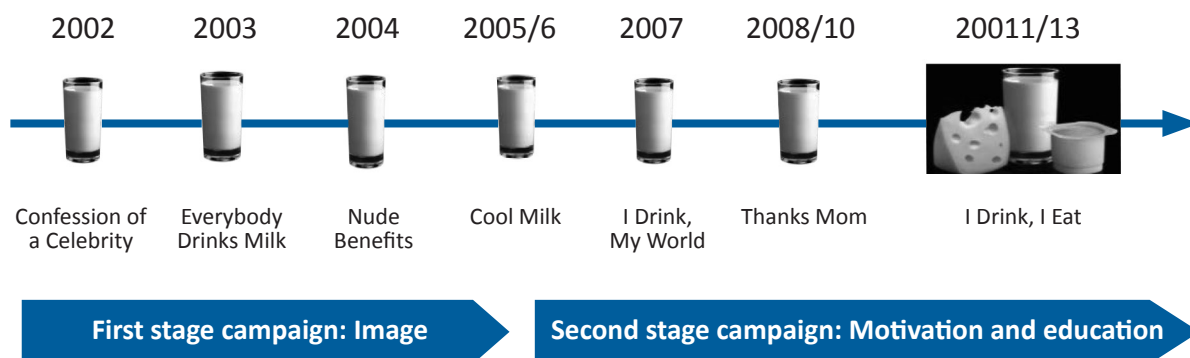 2002 2003 2004 2005/6 2007 2008/10 20011/13
Confession of Everybody Nude Cool Milk I Drink, Thanks Mom I Drink, I Eat
a Celebrity Drinks Milk Benefits My World
First stage campaign: Image Second stage campaign: Motivation and education